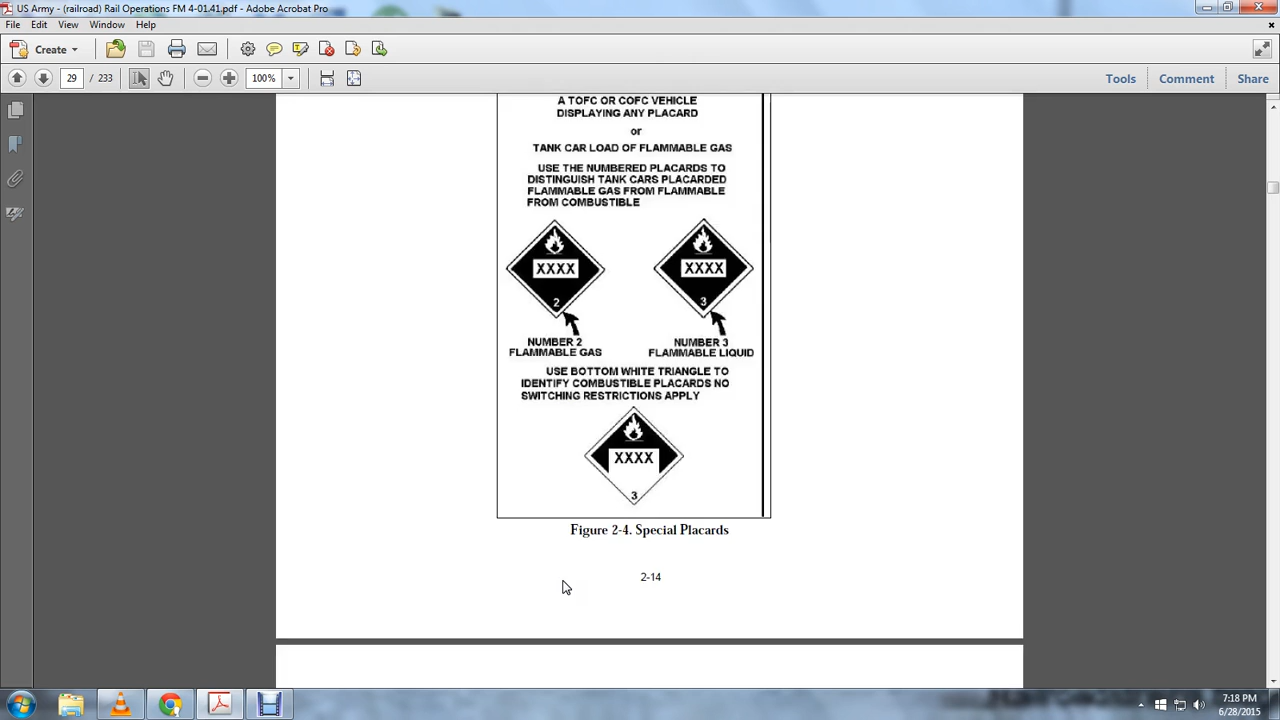 US Army - (railroad) Rail Operations FM 4-01.41.pdf - Adobe Acrobat Pro
File Edit View Window Help
Create
29 / 233 100% Tools Comment Share
A TOFC OR COFC VEHICLE
DISPLAYING ANY PLACARD
or
TANK CAR LOAD OF FLAMMABLE GAS
USE THE NUMBERED PLACARDS TO
DISTINGUISH TANK CARS PLACARDED
FLAMMABLE GAS FROM FLAMMABLE
FROM COMBUSTIBLE
XXXX XXXX
2 3
NUMBER 2 NUMBER 3
FLAMMABLE GAS FLAMMABLE LIQUID
USE BOTTOM WHITE TRIANGLE TO
IDENTIFY COMBUSTIBLE PLACARDS NO
SWITCHING RESTRICTIONS APPLY
XXXX
3
Figure 2-4. Special Placards
2-14
7:18 PM
6/28/2015